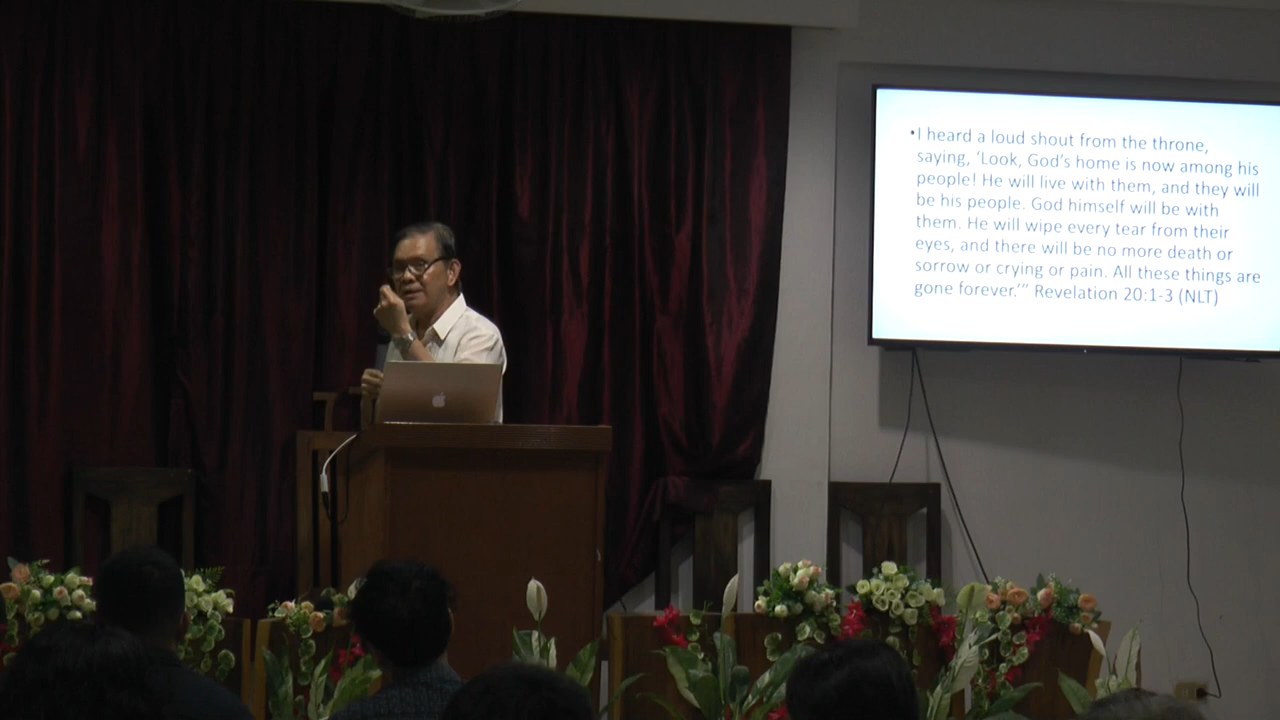 •I heard a loud shout from the throne,
saying, ‘Look, God’s home is now among his
people! He will live with them, and they will
be his people. God himself will be with
them. He will wipe every tear from their
eyes, and there will be no more death or
sorrow or crying or pain. All these things are
gone forever.’” Revelation 20:1-3 (NLT)